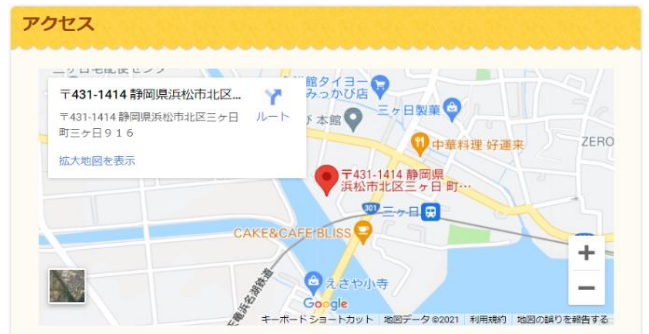 アクセス
〒431-1414 静岡県浜松市北区...
〒431-1414 静岡県浜松市北区三ヶ日
町三ヶ日９１６
ルート
拡大地図を表示
館タイヨー
みっかび店
三ヶ日製菓
本館
中華料理 好運来
ZERO
〒431-1414 静岡県
浜松市北区三ヶ日 町…
301
三ヶ日
CAKE&CAFE BLISS
えさや小寺
竜浜名湖鉄道
Google
+
−
キーボード ショートカット
地図データ ©2021
利用規約
地図の誤りを報告する